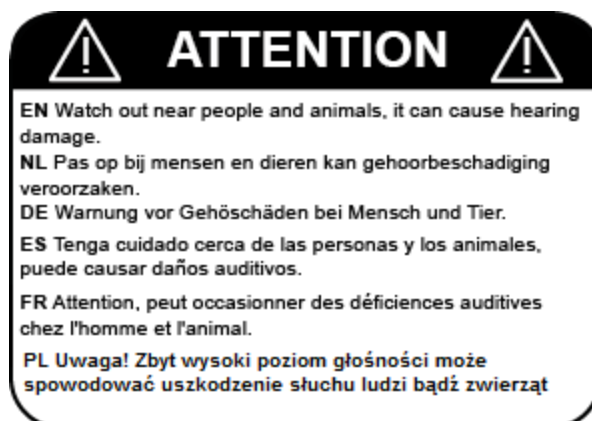 ATTENTION
EN Watch out near people and animals, it can cause hearing
damage.
NL Pas op bij mensen en dieren kan gehoorbeschadiging
veroorzaken.
DE Warnung vor Gehöschäden bei Mensch und Tier.
ES Tenga cuidado cerca de las personas y los animales,
puede causar daños auditivos.
FR Attention, peut occasionner des déficiences auditives
chez l'homme et l'animal.
PL Uwaga! Zbyt wysoki poziom głośności może
spowodować uszkodzenie słuchu ludzi bądź zwierząt